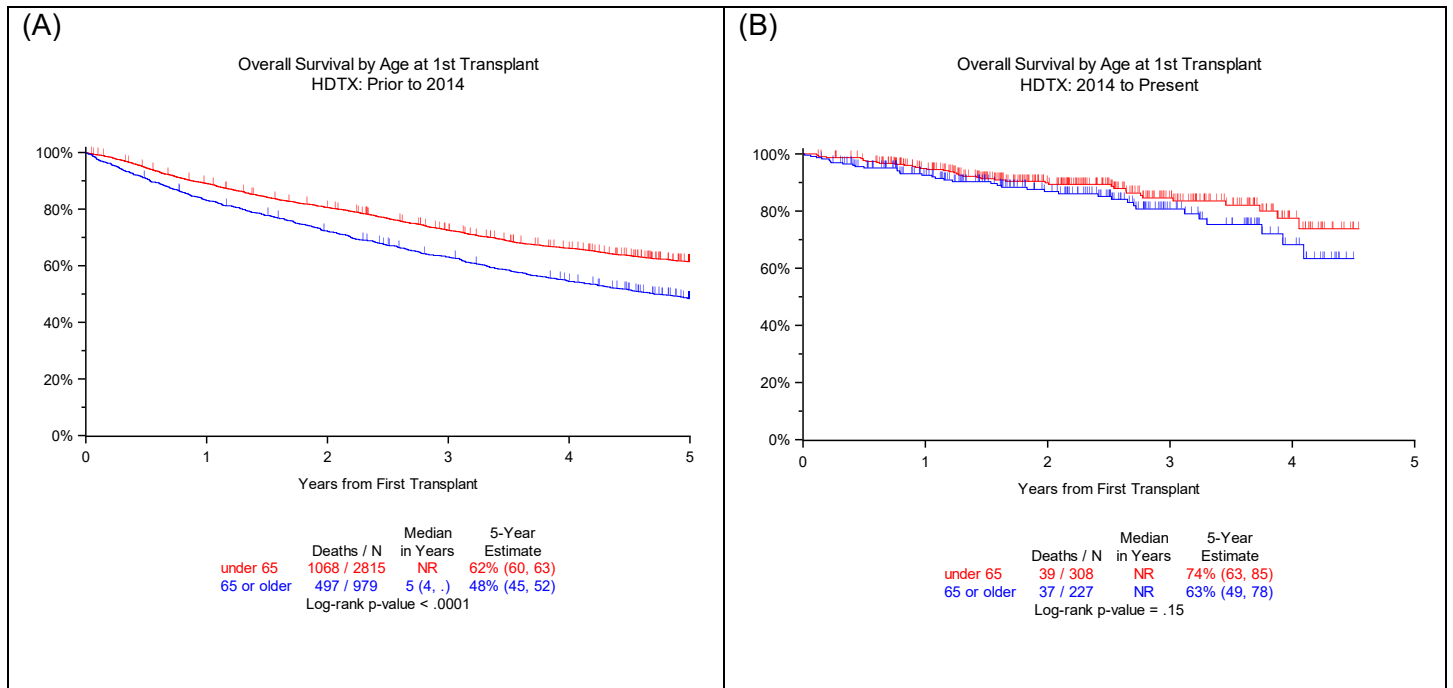 (A)
Overall Survival by Age at 1st Transplant
HDTX: Prior to 2014
100%
80%
60%
40%
20%
0%
0 1 2 3 4 5
Years from First Transplant
Median 5-Year
Deaths / N in Years Estimate
under 65 1068 / 2815 NR 62% (60, 63)
65 or older 497 / 979 5 (4, .) 48% (45, 52)
Log-rank p-value < .0001
(B)
Overall Survival by Age at 1st Transplant
HDTX: 2014 to Present
100%
80%
60%
40%
20%
0%
0 1 2 3 4 5
Years from First Transplant
Median 5-Year
Deaths / N in Years Estimate
under 65 39 / 308 NR 74% (63, 85)
65 or older 37 / 227 NR 63% (49, 78)
Log-rank p-value = .15